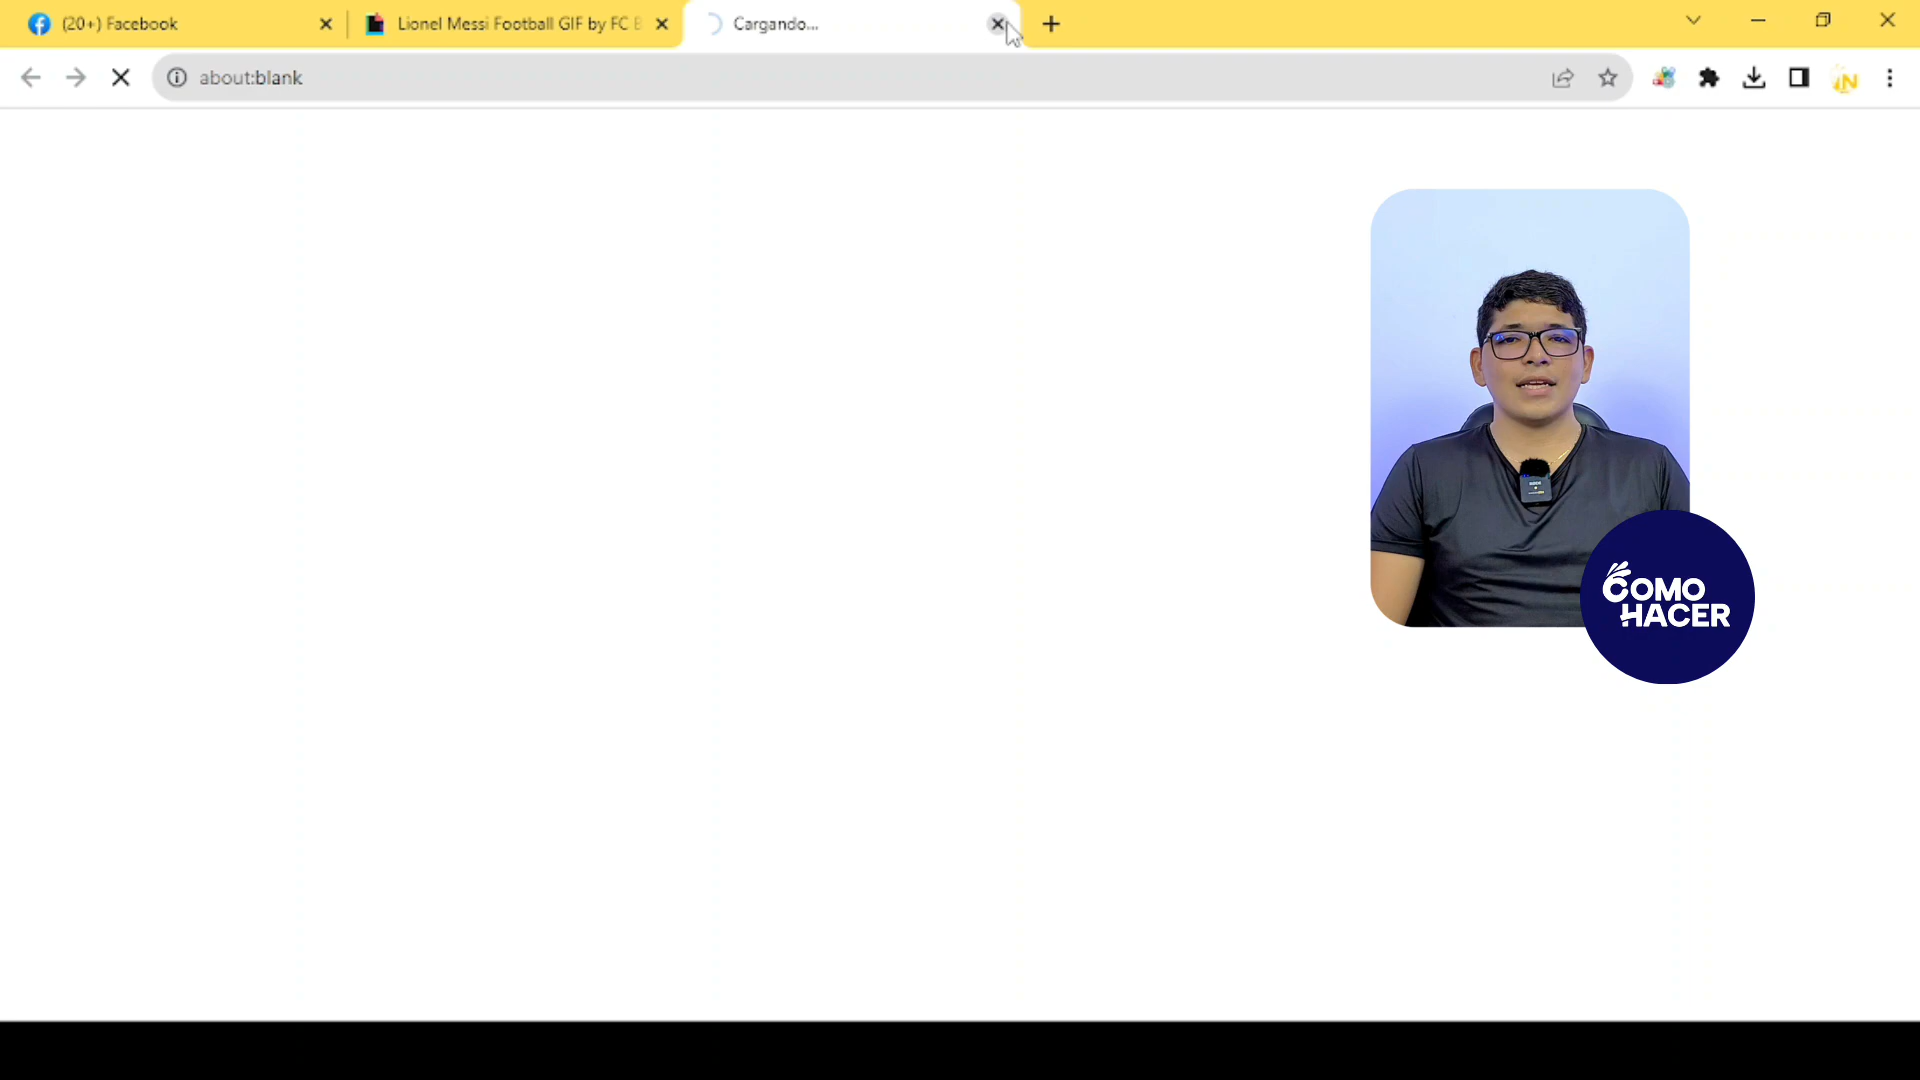 (20+) Facebook
Lionel Messi Football GIF by FC B
Cargando...
about:blank
COMO
HACER